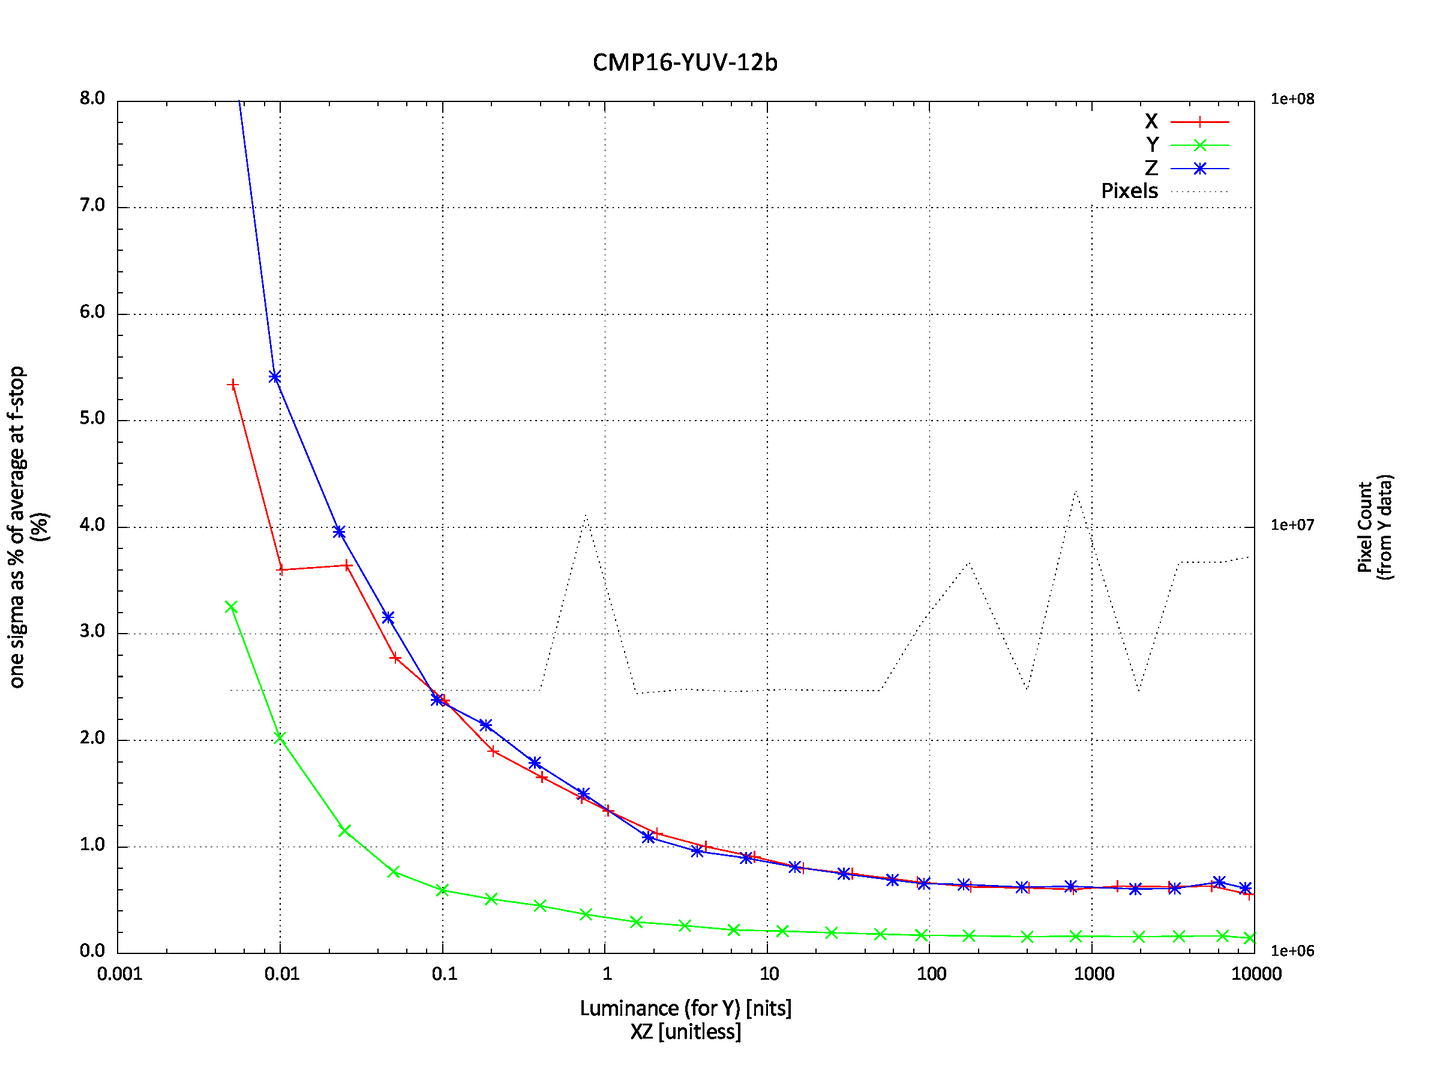 CMP16-YUV-12b
8.0
7.0
6.0
5.0
4.0
3.0
2.0
1.0
0.0
1e+08
1e+07
1e+06
X
Y
Z
Pixels
one sigma as % of average at f-stop
(%)
Pixel Count
(from Y data)
0.001 0.01 0.1 1 10 100 1000 10000
Luminance (for Y) [nits]
XZ [unitless]